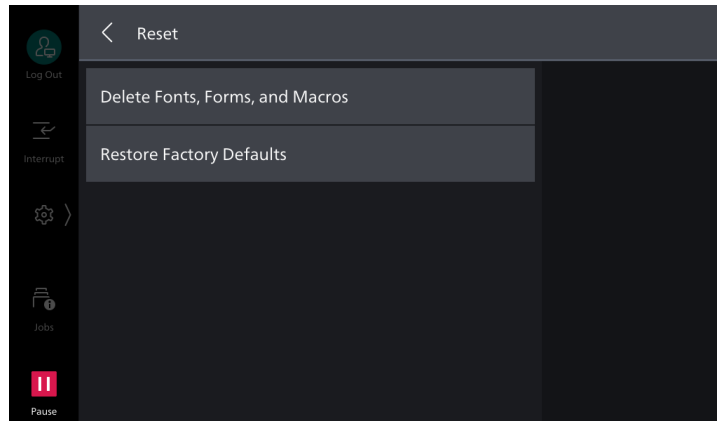 Reset
Log Out
Delete Fonts, Forms, and Macros
Restore Factory Defaults
Interrupt
Jobs
Pause